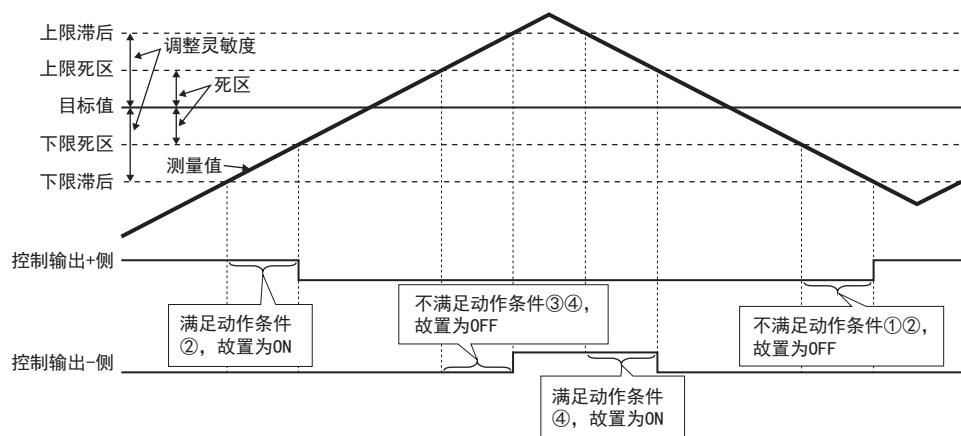 上限滞后
调整灵敏度
上限死区
死区
目标值
下限死区
测量值
下限滞后
控制输出+侧
满足动作条件
②，故置为ON
不满足动作条件③④，
故置为OFF
不满足动作条件①②，
故置为OFF
控制输出-侧
满足动作条件
④，故置为ON